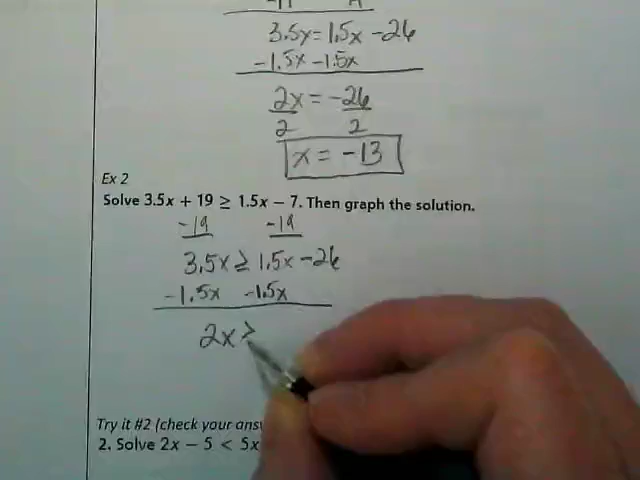 3.5x = 1.5x - 26
- 1.5x - 1.5x
2x = -26
2 2
x = -13
Ex 2
Solve 3.5x + 19 ≥ 1.5x − 7. Then graph the solution.
-19 -19
3.5x ≥ 1.5x - 26
- 1.5x -1.5x
2x ≥
Try it #2 (check your ans
2. Solve 2x − 5 < 5x